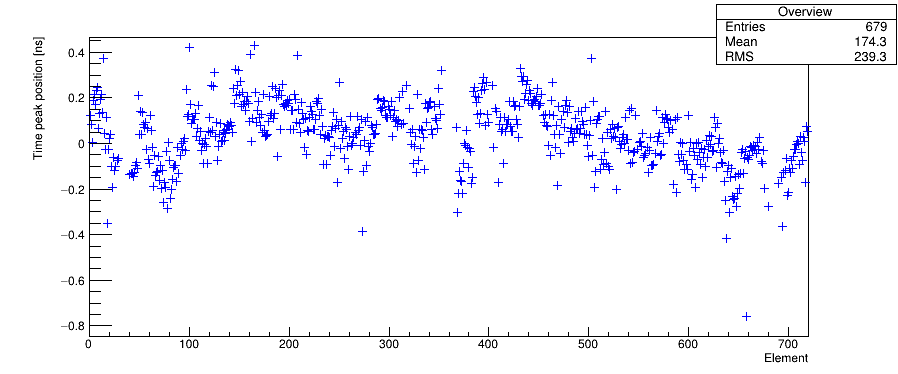 Overview
Entries 679
Mean 174.3
RMS 239.3
Time peak position [ns]
0.4
0.2
0
−0.2
−0.4
−0.6
−0.8
0 100 200 300 400 500 600 700
Element